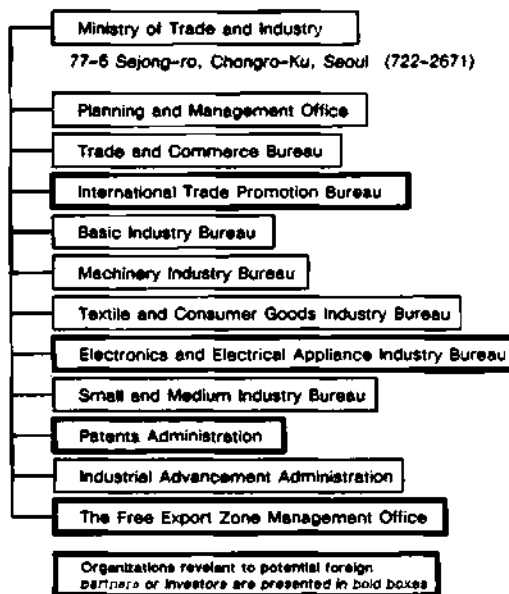 Ministry of Trade and Industry
77-6 Sejong-ro, Chongro-Ku, Seoul (722-2671)
Planning and Management Office
Trade and Commerce Bureau
International Trade Promotion Bureau
Basic Industry Bureau
Machinery Industry Bureau
Textile and Consumer Goods Industry Bureau
Electronics and Electrical Appliance Industry Bureau
Small and Medium Industry Bureau
Patents Administration
Industrial Advancement Administration
The Free Export Zone Management Office
Organizations revelant to potential foreign
partners or investors are presented in bold boxes